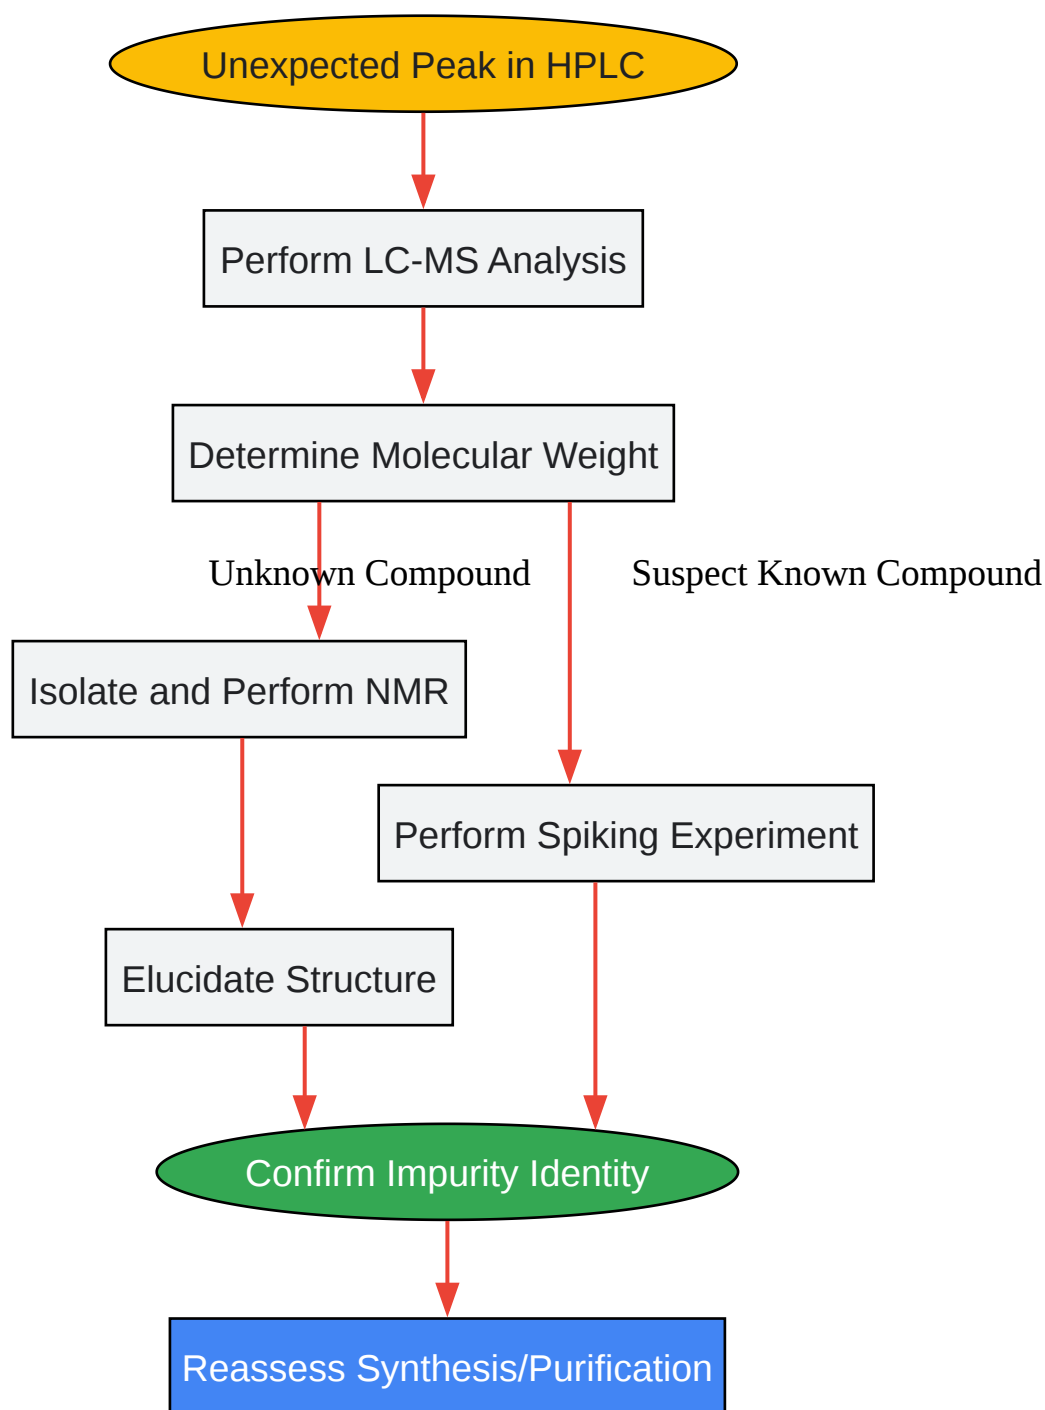 Unexpected Peak in HPLC
Perform LC-MS Analysis
Determine Molecular Weight
Unknown Compound
Suspect Known Compound
Isolate and Perform NMR
Perform Spiking Experiment
Elucidate Structure
Confirm Impurity Identity
Reassess Synthesis/Purification